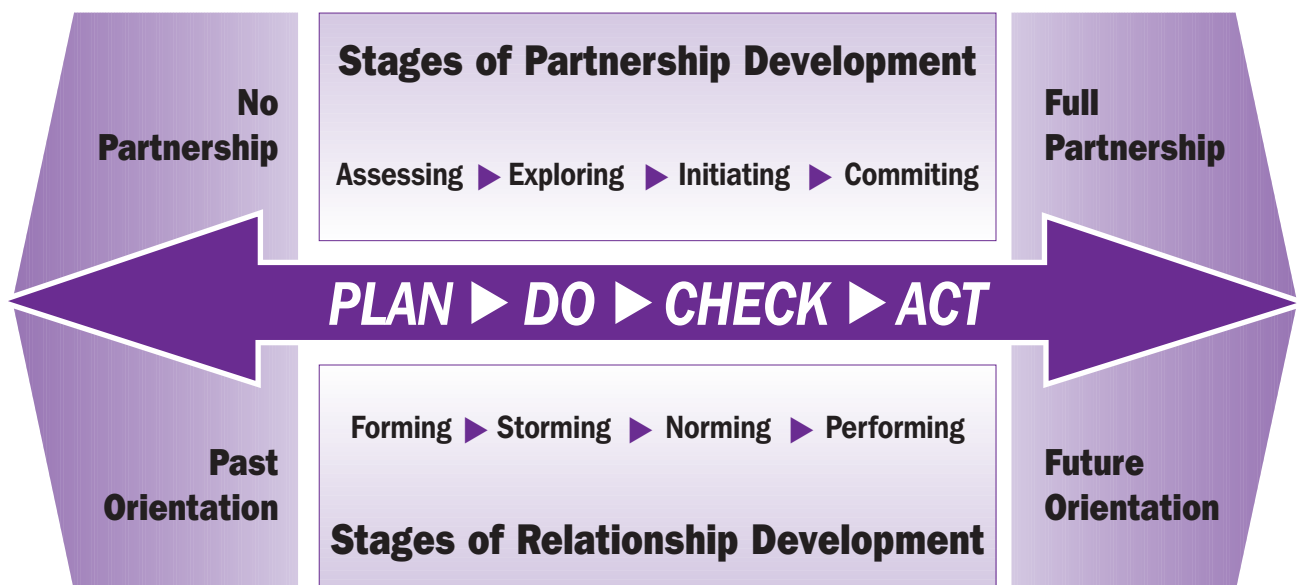 Stages of Partnership Development
No
Partnership
Full
Partnership
Assessing ▶ Exploring ▶ Initiating ▶ Commiting
PLAN ▶ DO ▶ CHECK ▶ ACT
Forming ▶ Storming ▶ Norming ▶ Performing
Past
Orientation
Future
Orientation
Stages of Relationship Development